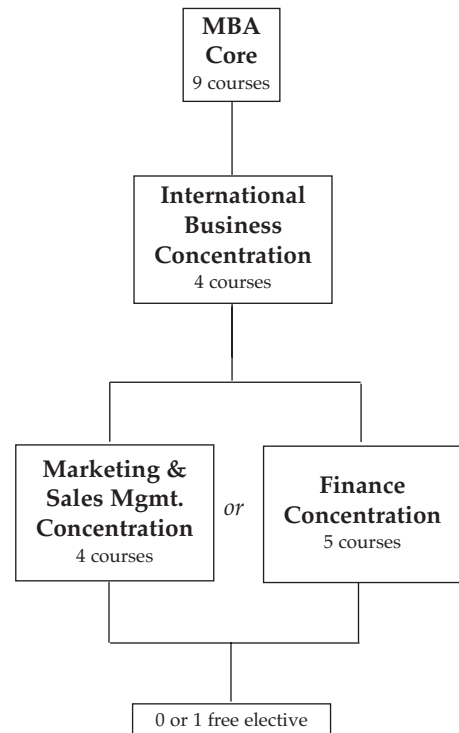 MBA
Core
9 courses
International
Business
Concentration
4 courses
Marketing &
Sales Mgmt.
Concentration
4 courses
or
Finance
Concentration
5 courses
0 or 1 free elective